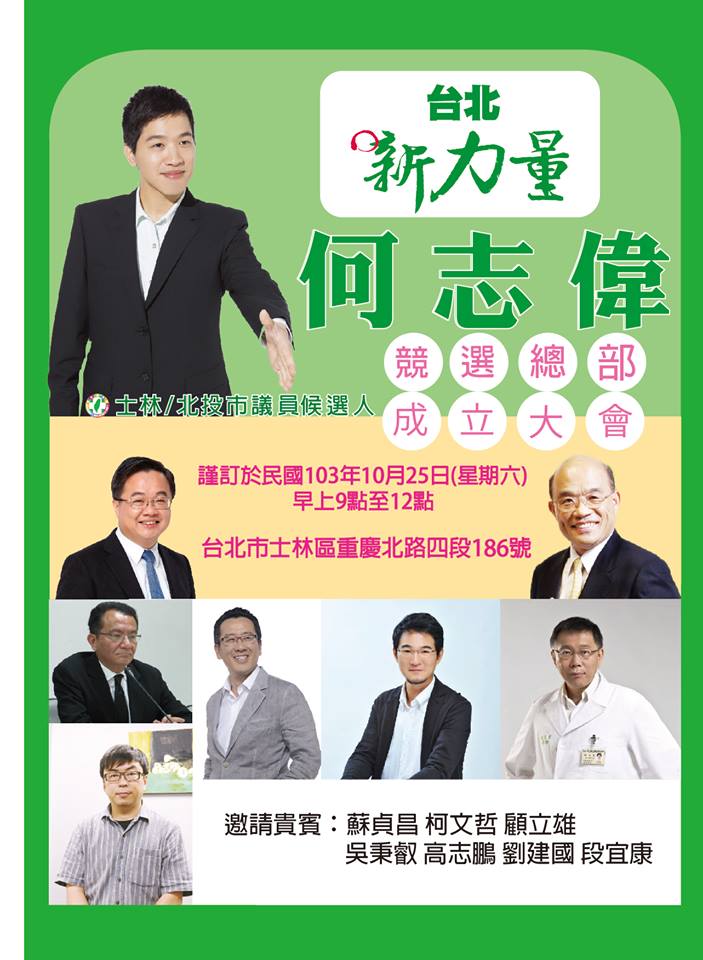 台北
新力量
何志偉
競選總部
成立大會
士林/北投市議員候選人
謹訂於民國103年10月25日(星期六)
早上9點至12點
台北市士林區重慶北路四段186號
邀請貴賓：蘇貞昌 柯文哲 顧立雄
吳秉叡 高志鵬 劉建國 段宜康